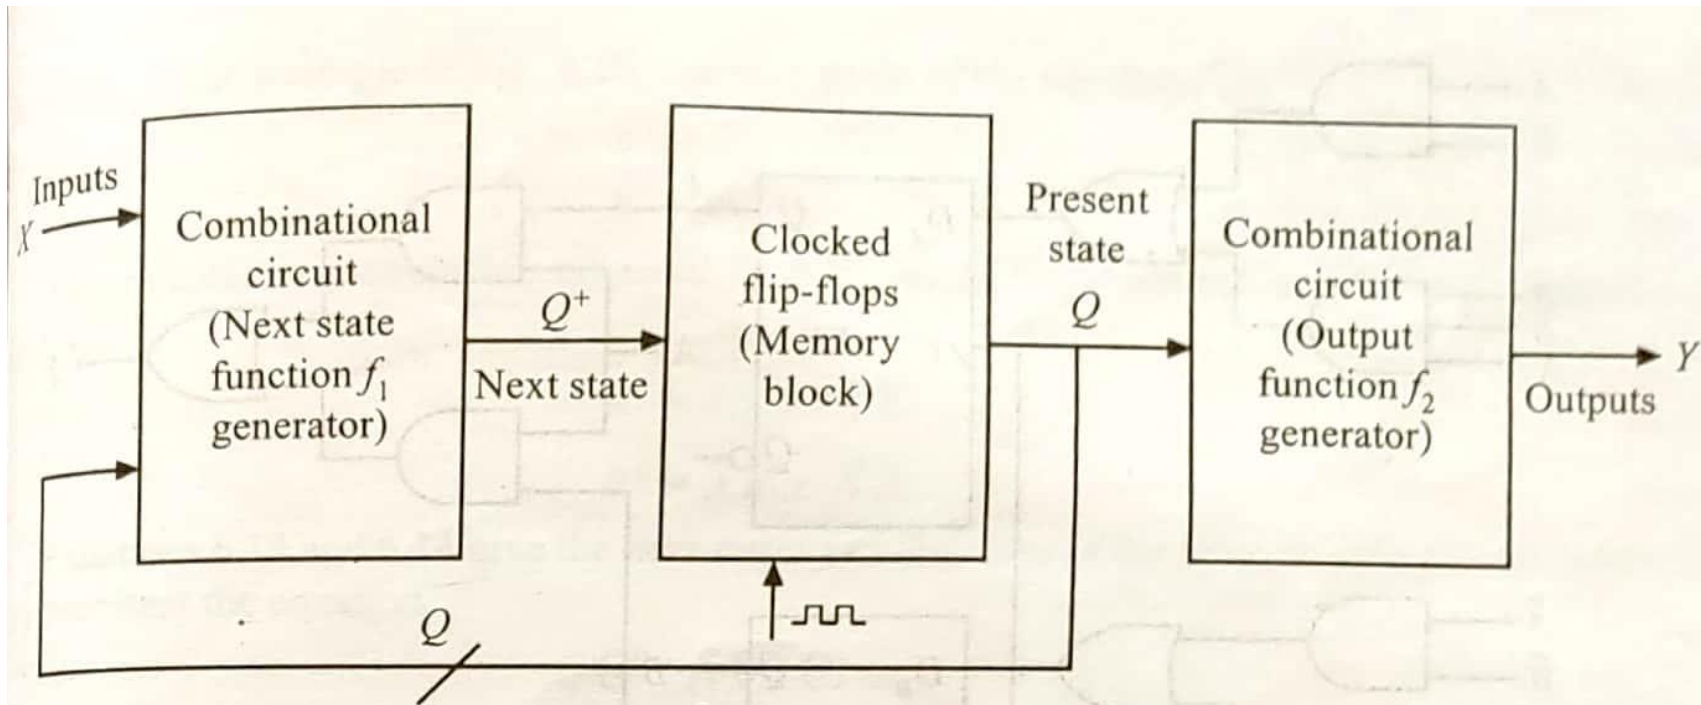 Inputs
X
Combinational
circuit
(Next state
function f₁
generator)
Q⁺
Next state
Clocked
flip-flops
(Memory
block)
Present
state
Q
Combinational
circuit
(Output
function f₂
generator)
Y
Outputs
Q